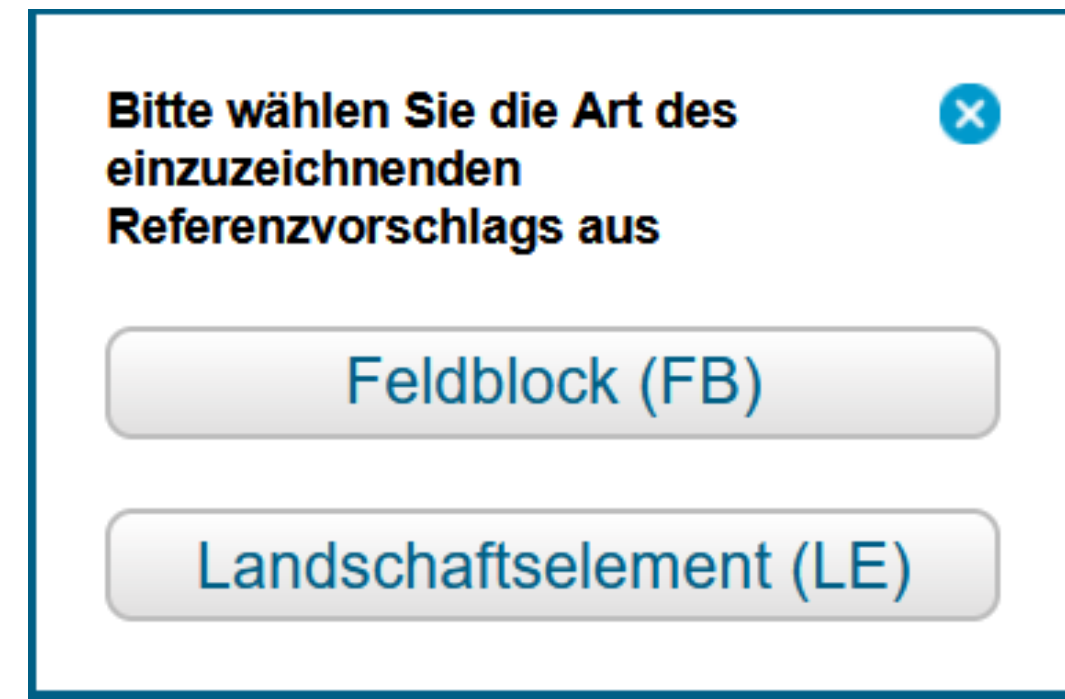 Bitte wählen Sie die Art des
einzuzeichnenden
Referenzvorschlags aus
Feldblock (FB)
Landschaftselement (LE)